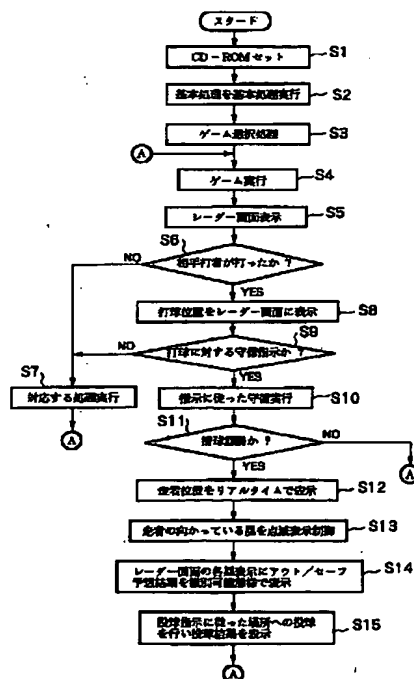 スタード
CD-ROMセット
S1
基本処理を基本処理実行
S2
ゲーム選択処理
S3
A
ゲーム実行
S4
レーダー画面表示
S5
S6
相手打者が打ったか ?
NO
YES
打球位置をレーダー画面に表示
S8
S9
打球に対する守備指示か ?
NO
YES
S7
対応する処理実行
A
指示に従った守備実行
S10
S11
捕球
か ?
NO
A
YES
走者位置をリアルタイムで表示
S12
走者の向かっている塁を点滅表示制御
S13
レーダー画面の各塁表示にアウト/セーフ
予想結果を識別可能
で表示
S14
投球指示に従った場所への投球
を行い投球結果を表示
S15
A